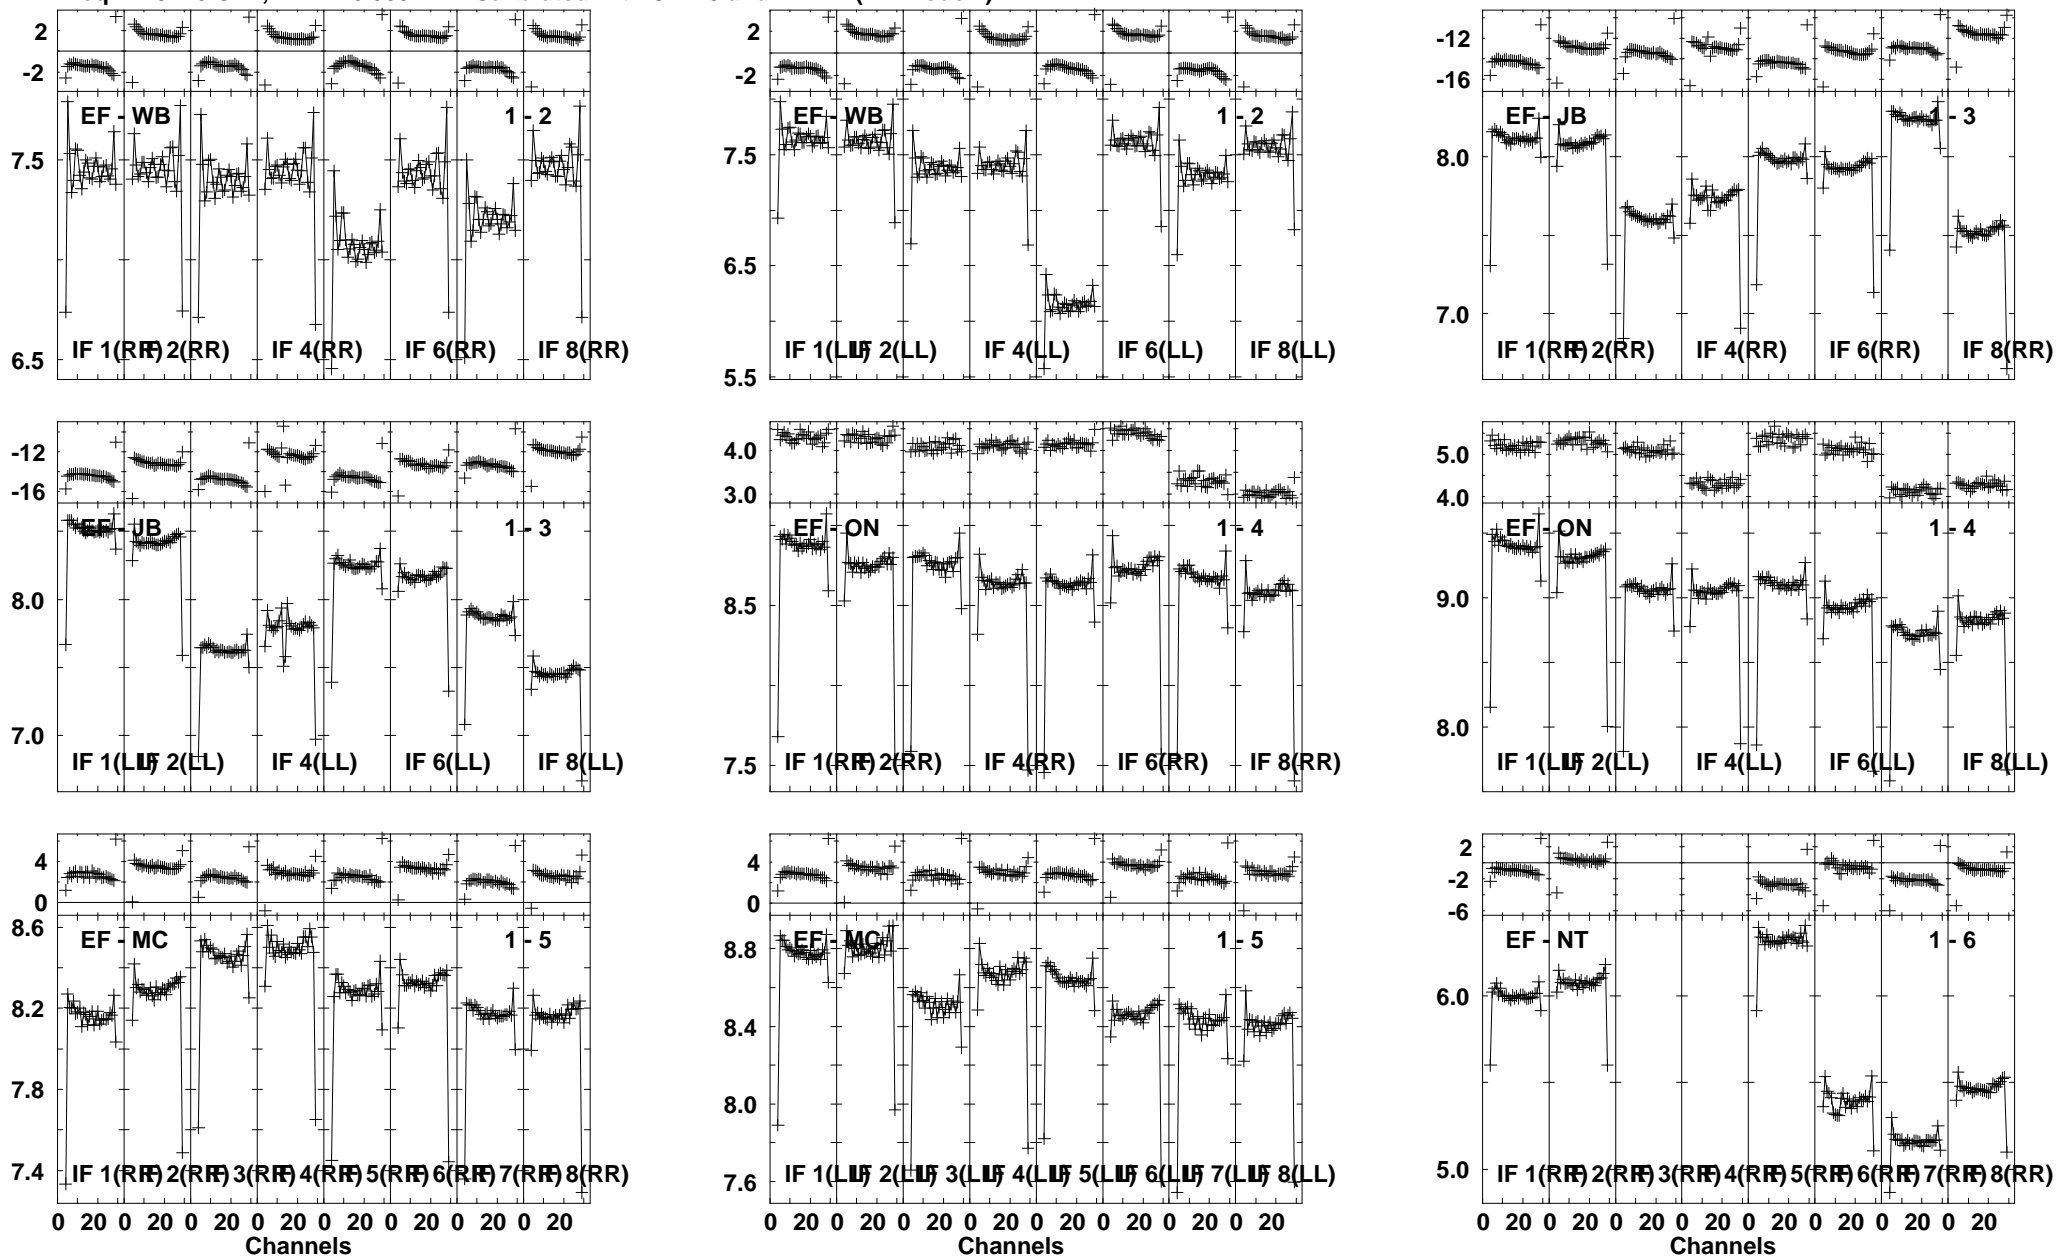 2
-2
EF - WB 1 - 2
7.5
6.5
IF 1(RR) IF 2(RR) IF 4(RR) IF 6(RR) IF 8(RR)
2
-2
EF - WB 1 - 2
7.5
6.5
5.5
IF 1(LL) IF 2(LL) IF 4(LL) IF 6(LL) IF 8(LL)
-12
-16
EF - JB 1 - 3
8.0
7.0
IF 1(RR) IF 2(RR) IF 4(RR) IF 6(RR) IF 8(RR)
-12
-16
EF - JB 1 - 3
8.0
7.0
IF 1(LL) IF 2(LL) IF 4(LL) IF 6(LL) IF 8(LL)
4.0
3.0
EF - ON 1 - 4
8.5
7.5
IF 1(RR) IF 2(RR) IF 4(RR) IF 6(RR) IF 8(RR)
5.0
4.0
EF - ON 1 - 4
9.0
8.0
IF 1(LL) IF 2(LL) IF 4(LL) IF 6(LL) IF 8(LL)
4
0
8.6
EF - MC 1 - 5
8.2
7.8
7.4
IF 1(RR) IF 2(RR) IF 3(RR) IF 4(RR) IF 5(RR) IF 6(RR) IF 7(RR) IF 8(RR)
0 20 0 20 0 20 0 20 0 20 0 20 0 20 0 20
Channels
4
0
EF - MC 1 - 5
8.8
8.4
8.0
7.6
IF 1(LL) IF 2(LL) IF 3(LL) IF 4(LL) IF 5(LL) IF 6(LL) IF 7(LL) IF 8(LL)
0 20 0 20 0 20 0 20 0 20 0 20 0 20 0 20
Channels
2
-2
-6
EF - NT 1 - 6
6.0
5.0
IF 1(RR) IF 2(RR) IF 3(RR) IF 4(RR) IF 5(RR) IF 6(RR) IF 7(RR) IF 8(RR)
0 20 0 20 0 20 0 20 0 20 0 20 0 20 0 20
Channels